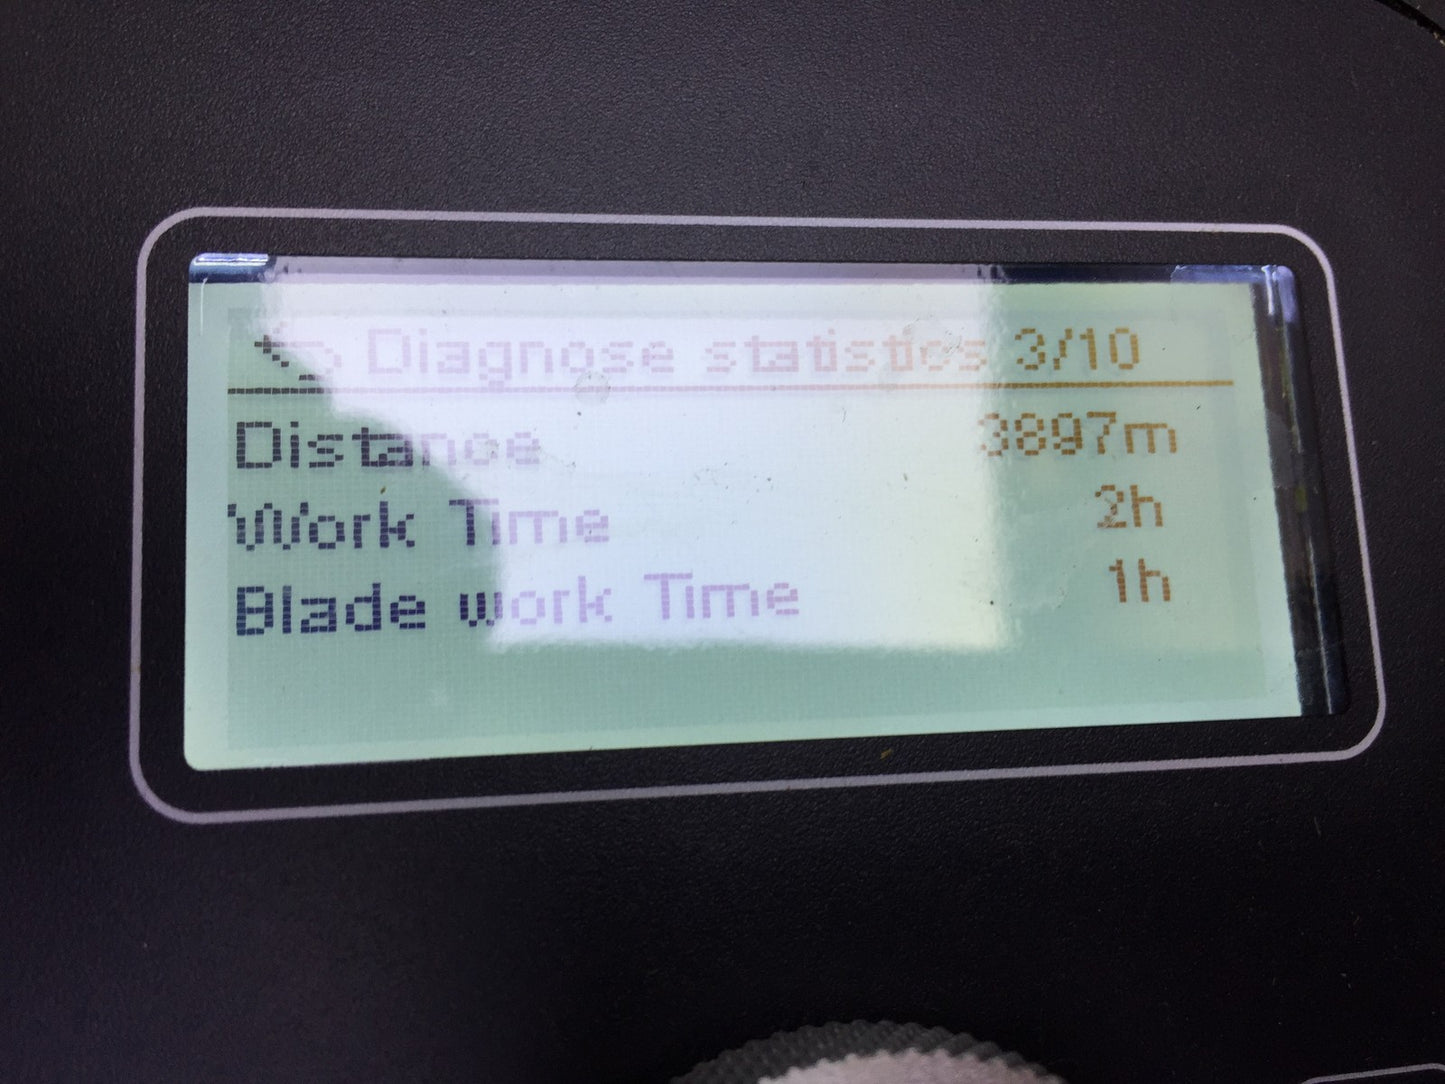 Diagnose statistics 3/10
Distance 3897m
Work Time 2h
Blade work Time 1h